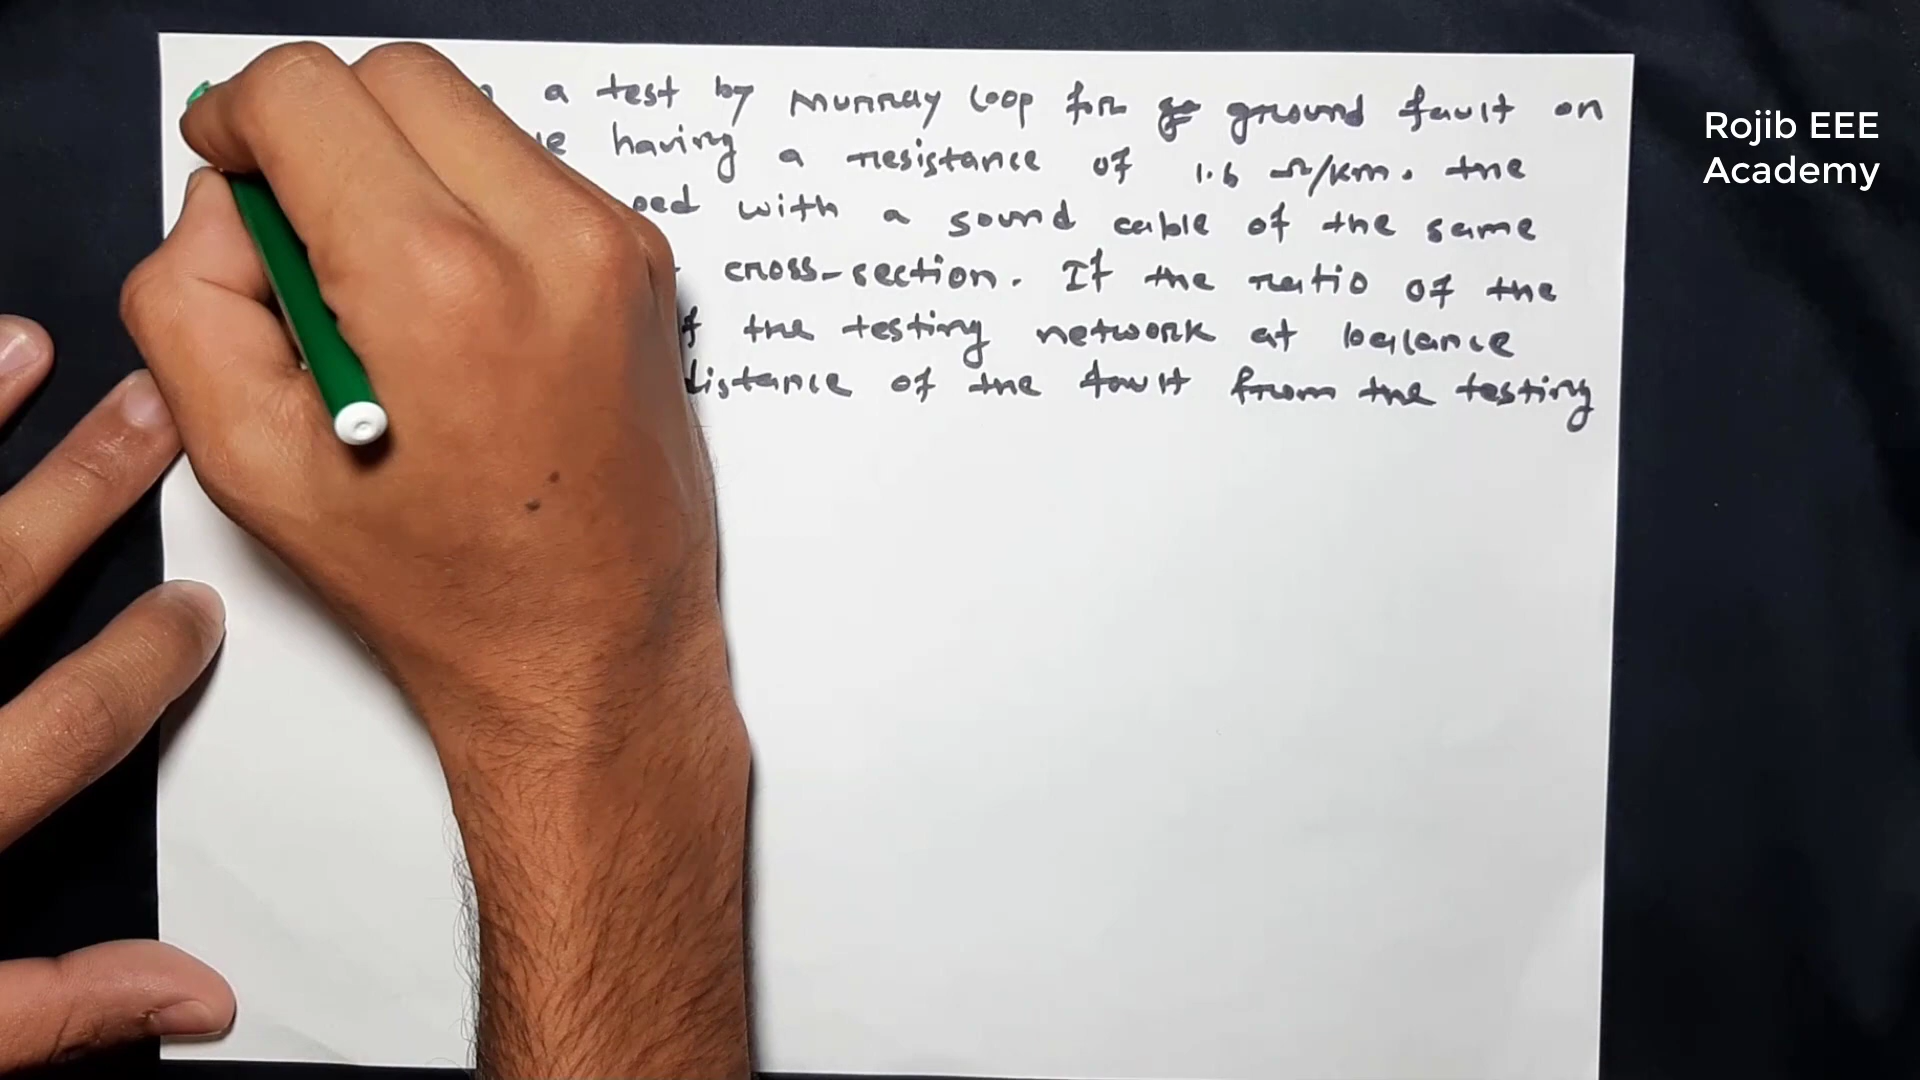 a test by Murray loop for ground fault on
having a resistance of 1.6 Ω/km. the
with a sound cable of the same
cross-section. If the ratio of the
the testing network at balance
distance of the fault from the testing
Rojib EEE
Academy